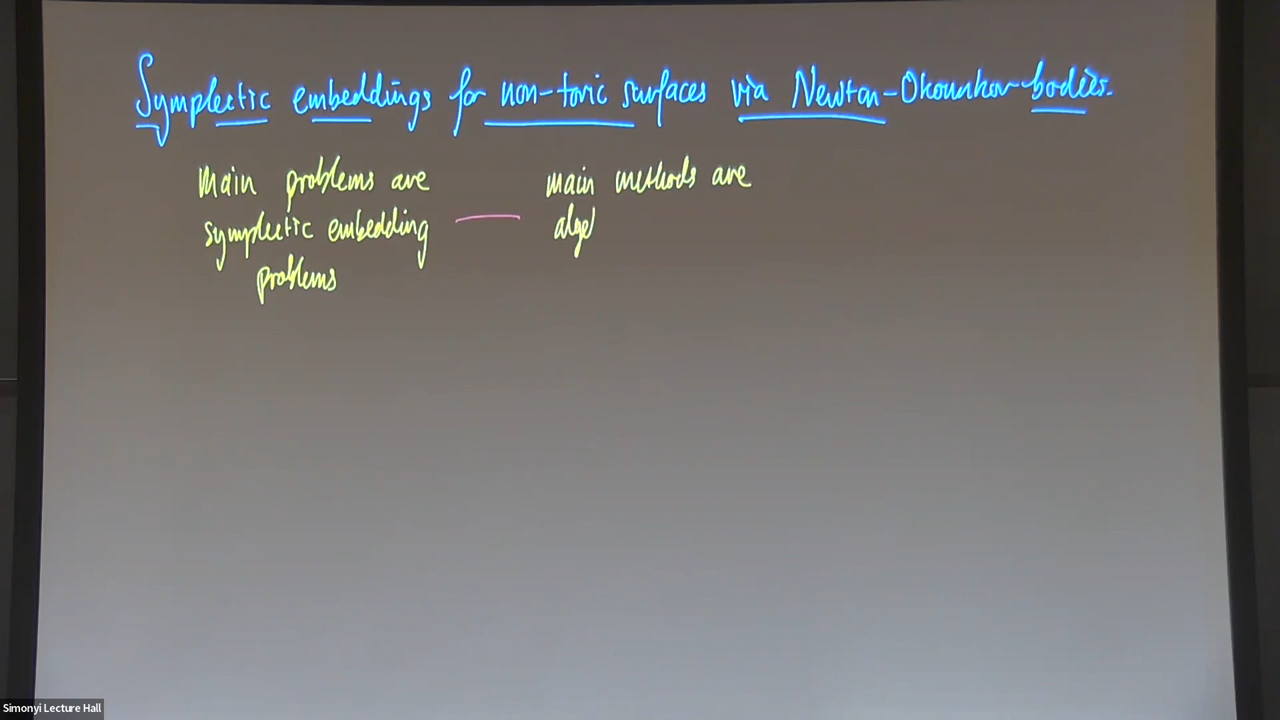 Symplectic embeddings for non-toric surfaces via Newton-Okounkov bodies.
Main problems are
symplectic embedding
problems
main methods are
alge
Simonyi Lecture Hall